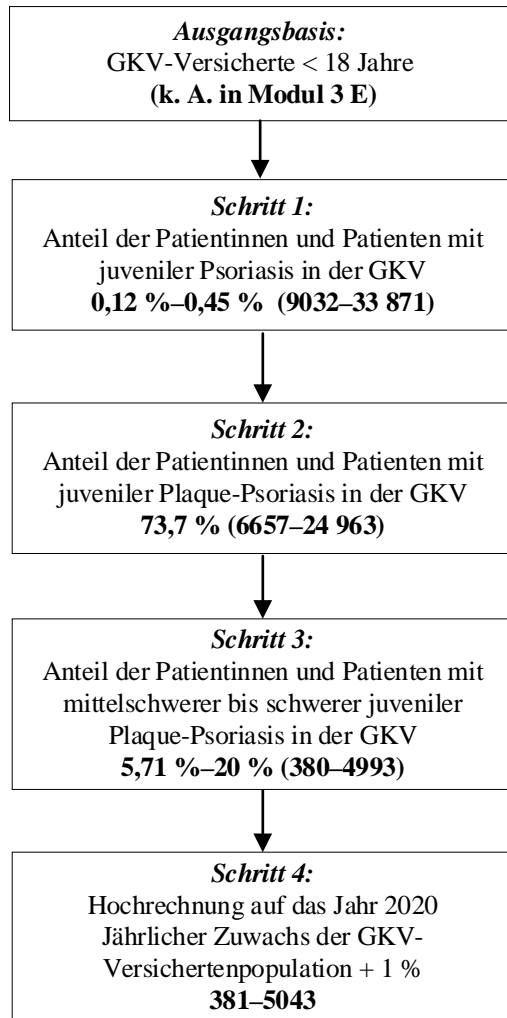 Ausgangsbasis:
GKV-Versicherte < 18 Jahre
(k. A. in Modul 3 E)
Schritt 1:
Anteil der Patientinnen und Patienten mit
juveniler Psoriasis in der GKV
0,12 %–0,45 % (9032–33 871)
Schritt 2:
Anteil der Patientinnen und Patienten mit
juveniler Plaque-Psoriasis in der GKV
73,7 % (6657–24 963)
Schritt 3:
Anteil der Patientinnen und Patienten mit
mittelschwerer bis schwerer juveniler
Plaque-Psoriasis in der GKV
5,71 %–20 % (380–4993)
Schritt 4:
Hochrechnung auf das Jahr 2020
Jährlicher Zuwachs der GKV-
Versichertenpopulation + 1 %
381–5043